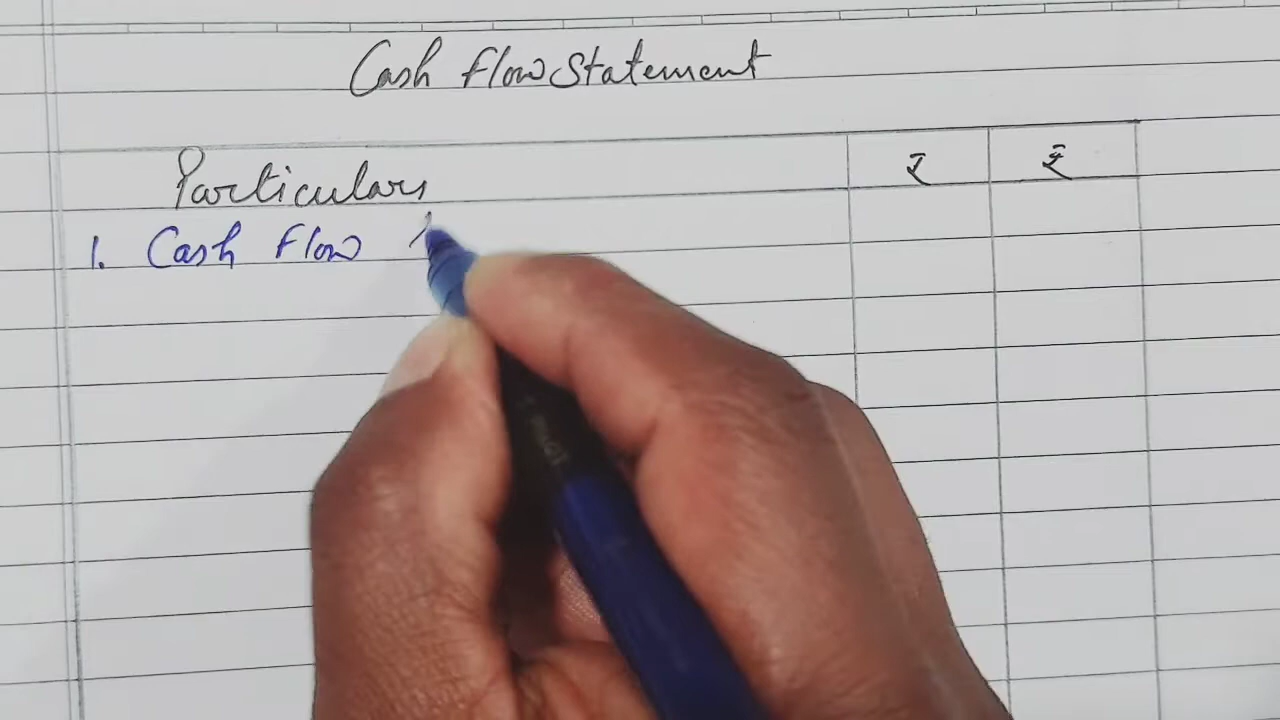 Cash Flow Statement
Particulars ₹ ₹
1. Cash Flow